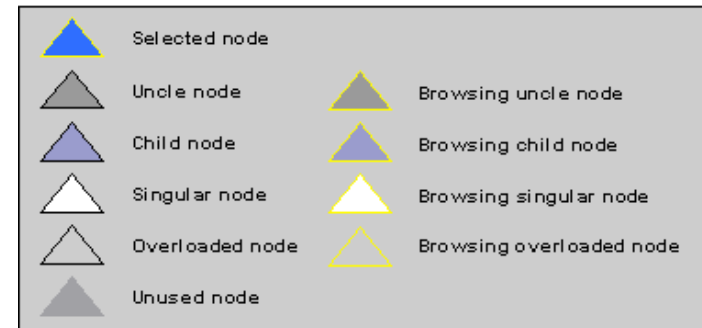 Selected node
Uncle node
Browsing uncle node
Child node
Browsing child node
Singular node
Browsing singular node
Overloaded node
Browsing overloaded node
Unused node